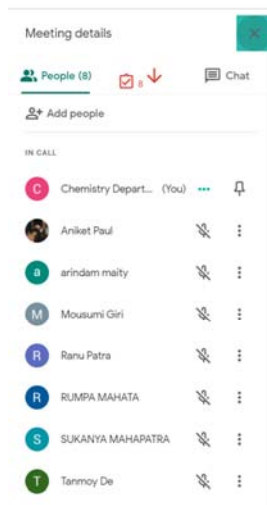 Meeting details
People (8) 8 Chat
Add people
IN CALL
C Chemistry Depart... (You)
Aniket Paul
a arindam maity
M Mousumi Giri
R Ranu Patra
R RUMPA MAHATA
S SUKANYA MAHAPATRA
T Tanmoy De